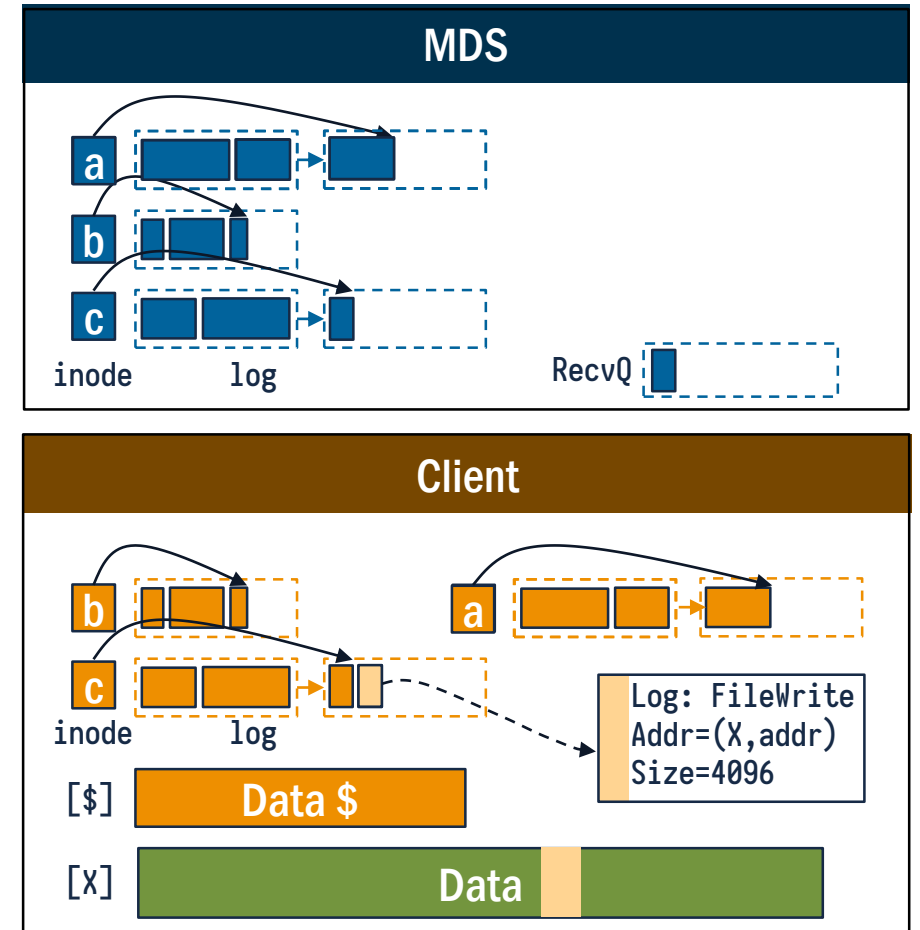 MDS
a
b
c
inode log
RecvQ
Client
b
a
c
inode log
Log: FileWrite
Addr=(X,addr)
Size=4096
[$] Data $
[X] Data